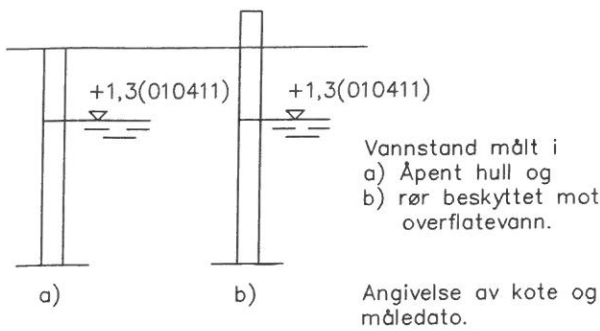 +1,3(010411)
+1,3(010411)
Vannstand målt i
a) Åpent hull og
b) rør beskyttet mot
overflatevann.
a)
b)
Angivelse av kote og
måledato.